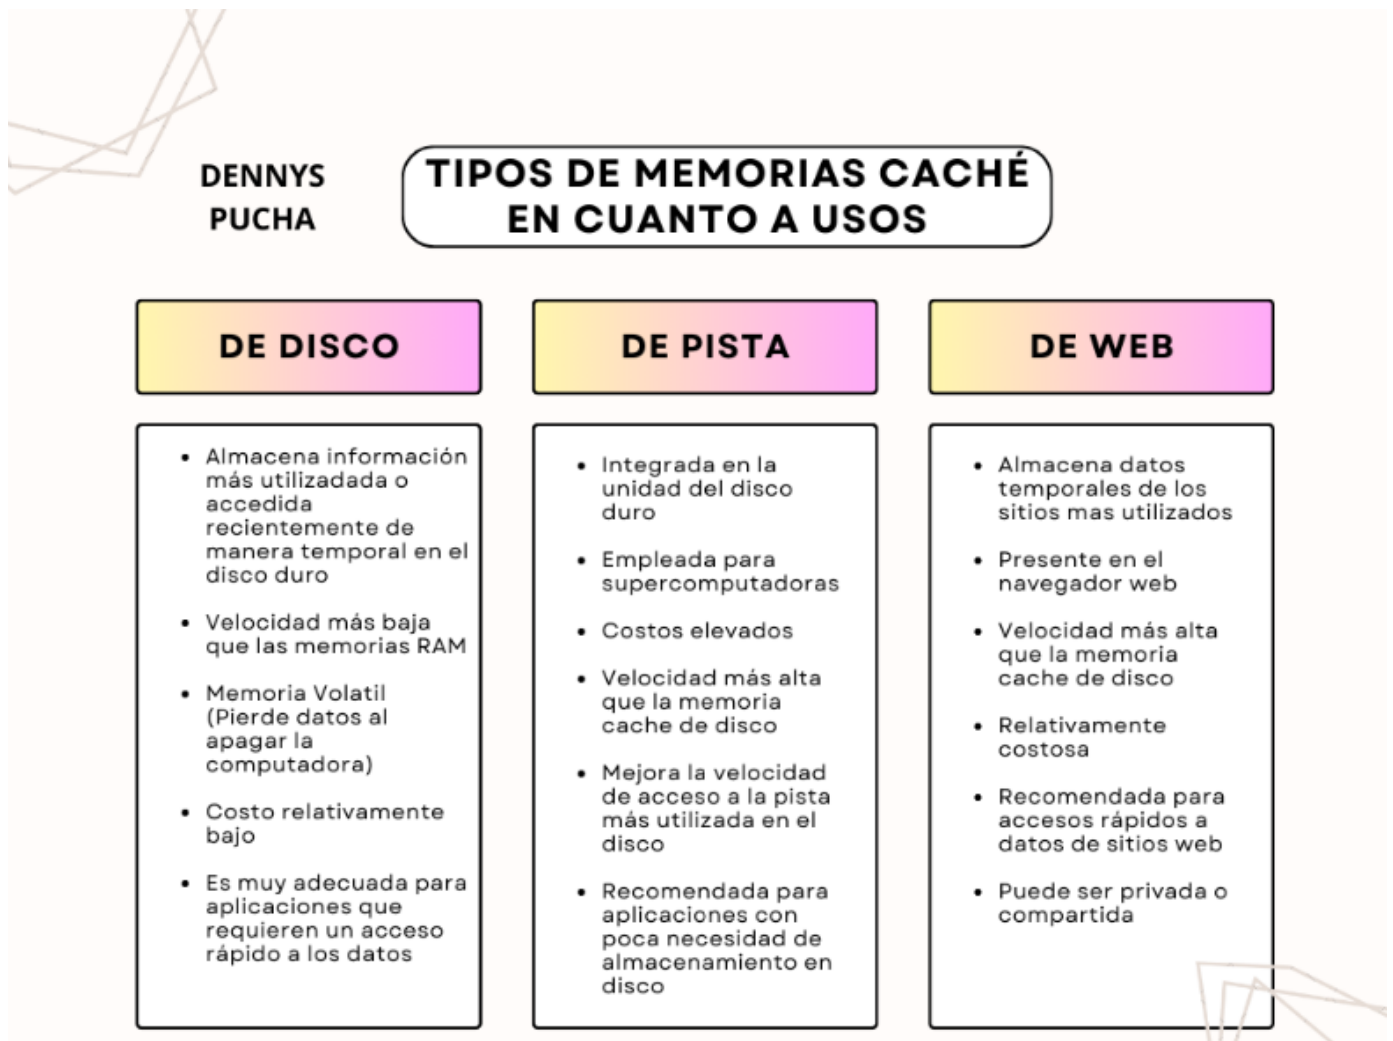 DENNYS
PUCHA
TIPOS DE MEMORIAS CACHÉ
EN CUANTO A USOS
DE DISCO
• Almacena información
más utilizadada o
accedida
recientemente de
manera temporal en el
disco duro
• Velocidad más baja
que las memorias RAM
• Memoria Volatil
(Pierde datos al
apagar la
computadora)
• Costo relativamente
bajo
• Es muy adecuada para
aplicaciones que
requieren un acceso
rápido a los datos
DE PISTA
• Integrada en la
unidad del disco
duro
• Empleada para
supercomputadoras
• Costos elevados
• Velocidad más alta
que la memoria
cache de disco
• Mejora la velocidad
de acceso a la pista
más utilizada en el
disco
• Recomendada para
aplicaciones con
poca necesidad de
almacenamiento en
disco
DE WEB
• Almacena datos
temporales de los
sitios mas utilizados
• Presente en el
navegador web
• Velocidad más alta
que la memoria
cache de disco
• Relativamente
costosa
• Recomendada para
accesos rápidos a
datos de sitios web
• Puede ser privada o
compartida